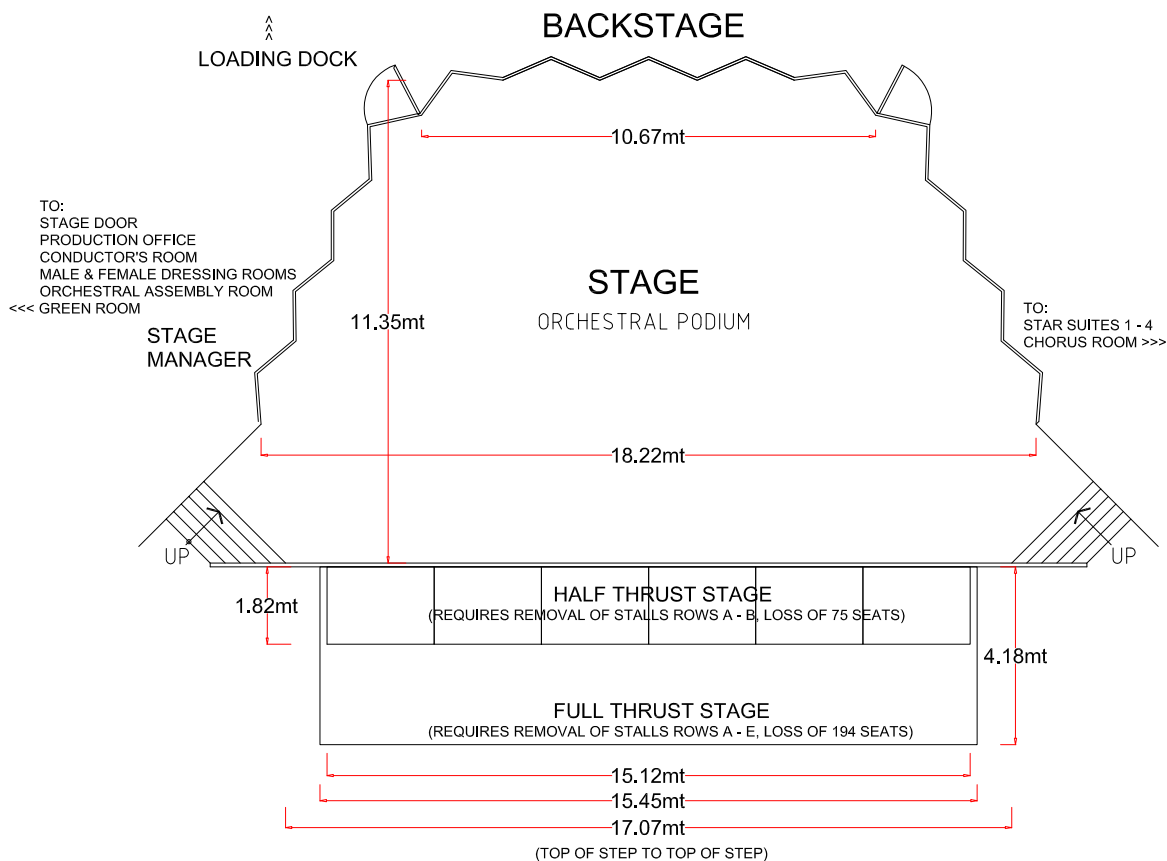 ^
^
^
LOADING DOCK
BACKSTAGE
10.67mt
TO:
STAGE DOOR
PRODUCTION OFFICE
CONDUCTOR'S ROOM
MALE & FEMALE DRESSING ROOMS
ORCHESTRAL ASSEMBLY ROOM
<<< GREEN ROOM
STAGE
MANAGER
11.35mt
STAGE
ORCHESTRAL PODIUM
TO:
STAR SUITES 1 - 4
CHORUS ROOM >>>
18.22mt
UP
UP
1.82mt
HALF THRUST STAGE
(REQUIRES REMOVAL OF STALLS ROWS A - B, LOSS OF 75 SEATS)
4.18mt
FULL THRUST STAGE
(REQUIRES REMOVAL OF STALLS ROWS A - E, LOSS OF 194 SEATS)
15.12mt
15.45mt
17.07mt
(TOP OF STEP TO TOP OF STEP)